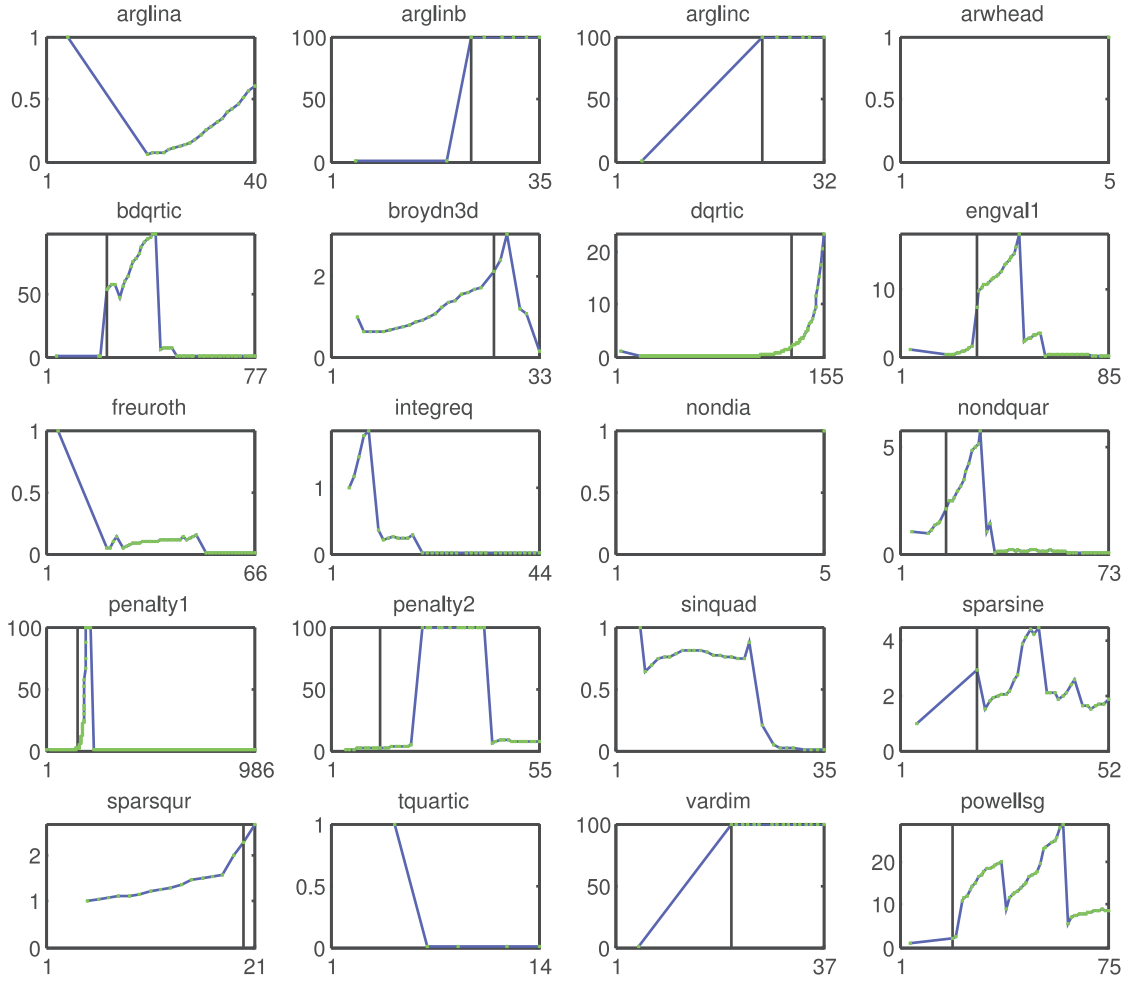 arglina arglinb arglinc arwhead
1 100 100 1
0.5 50 50 0.5
0 0 0 0
1 40 1 35 1 32 1 5
bdqrtic broydn3d dqrtic engval1
50 2 20 10
1 10
0 0 0 0
1 77 1 33 1 155 1 85
freuroth integreq nondia nondquar
1 1 1 5
0.5 0.5
0 0 0 0
1 66 1 44 1 5 1 73
penalty1 penalty2 sinquad sparsine
100 100 1 4
50 50 0.5 2
0 0 0 0
1 986 1 55 1 35 1 52
sparsqur tquartic vardim powellsg
2 1 100 20
1 0.5 50 10
0 0 0 0
1 21 1 14 1 37 1 75